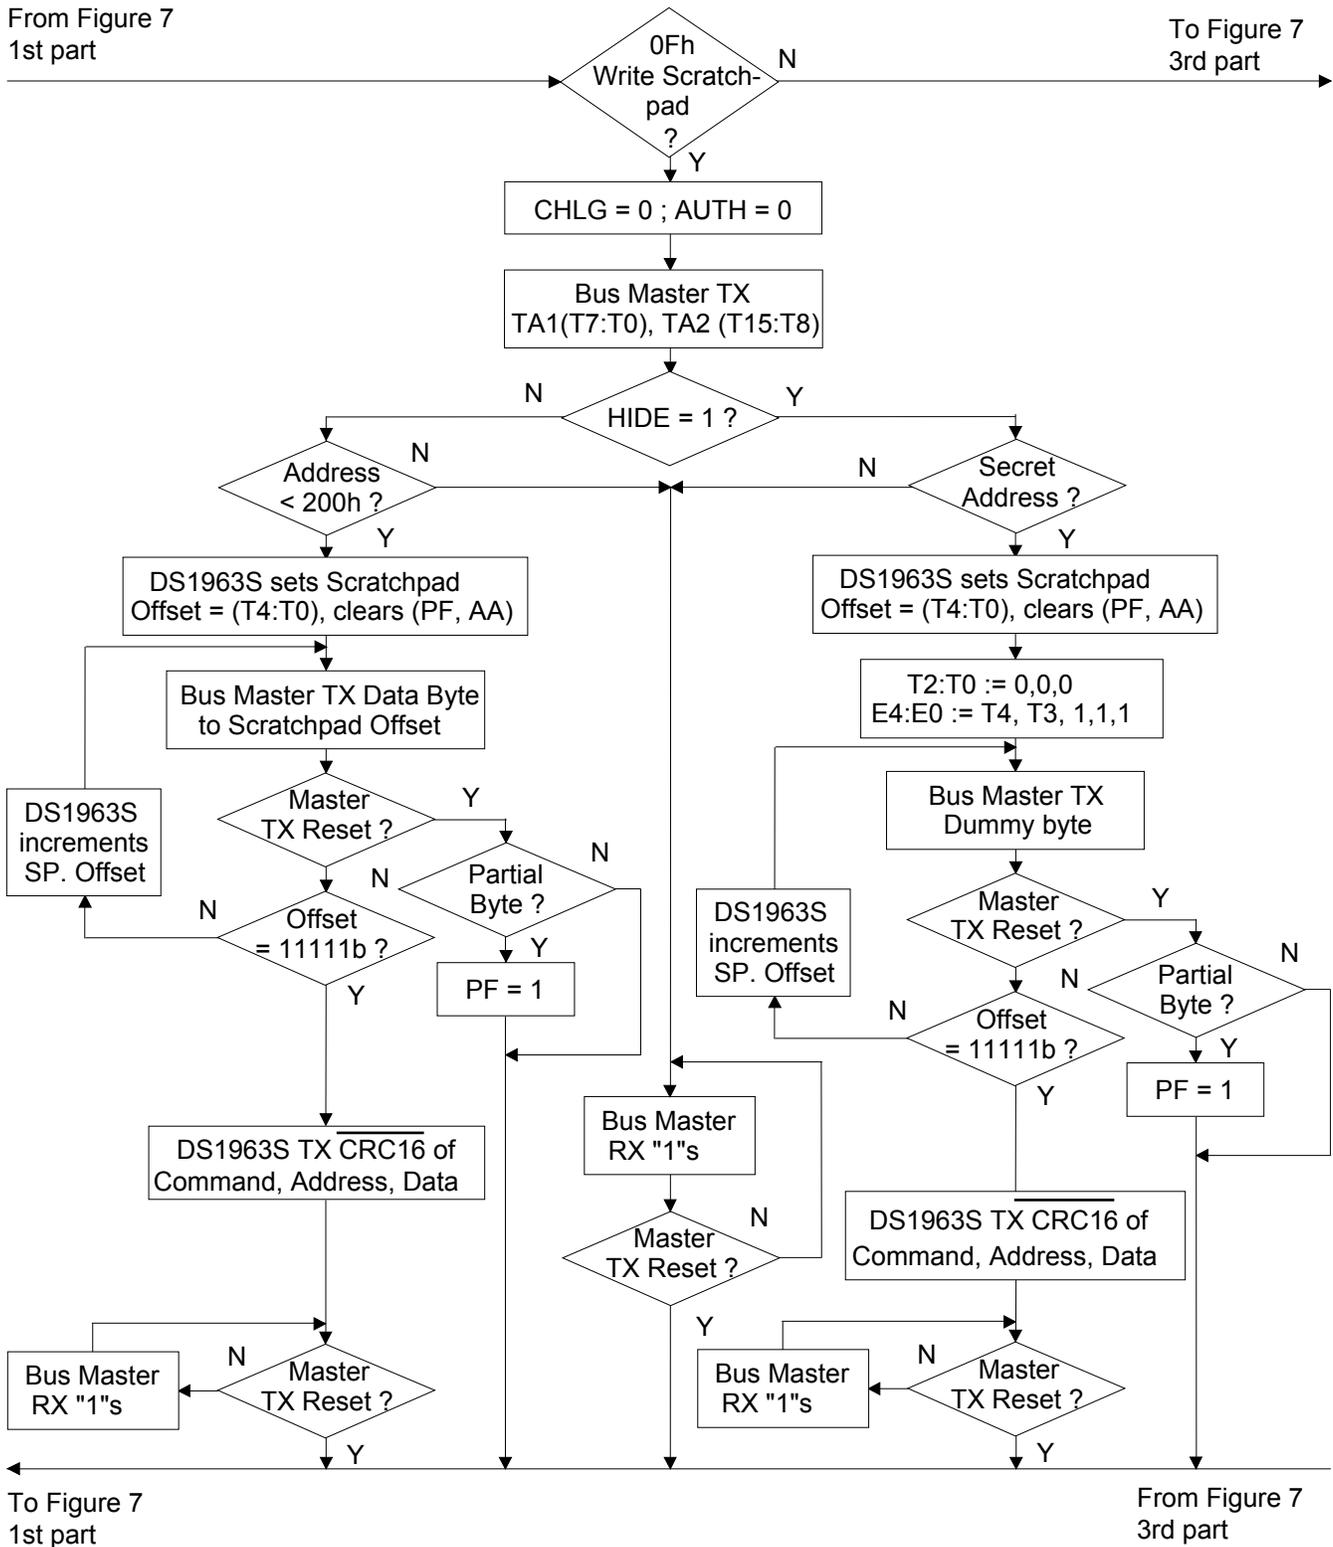 From Figure 7
1st part
To Figure 7
3rd part
0Fh
Write Scratch-
pad
?
N
Y
CHLG = 0 ; AUTH = 0
Bus Master TX
TA1(T7:T0), TA2 (T15:T8)
HIDE = 1 ?
N
Y
Address
< 200h ?
N
Y
DS1963S sets Scratchpad
Offset = (T4:T0), clears (PF, AA)
Bus Master TX Data Byte
to Scratchpad Offset
Master
TX Reset ?
Y
N
DS1963S
increments
SP. Offset
Partial
Byte ?
N
Y
PF = 1
Offset
= 11111b ?
N
Y
DS1963S TX CRC16 of
Command, Address, Data
Master
TX Reset ?
N
Y
Bus Master
RX "1"s
Bus Master
RX "1"s
Master
TX Reset ?
N
Y
Secret
Address ?
N
Y
DS1963S sets Scratchpad
Offset = (T4:T0), clears (PF, AA)
T2:T0 := 0,0,0
E4:E0 := T4, T3, 1,1,1
Bus Master TX
Dummy byte
Master
TX Reset ?
Y
N
DS1963S
increments
SP. Offset
Partial
Byte ?
N
Y
PF = 1
Offset
= 11111b ?
N
Y
DS1963S TX CRC16 of
Command, Address, Data
Master
TX Reset ?
N
Y
Bus Master
RX "1"s
To Figure 7
1st part
From Figure 7
3rd part